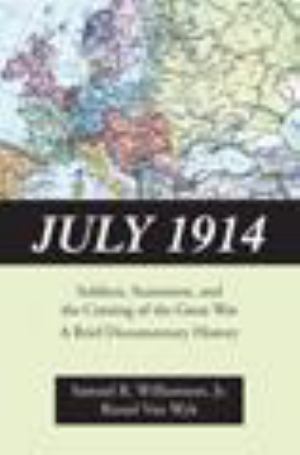 JULY 1914
Soldiers, Statesmen, and
the Coming of the Great War
A Brief Documentary History
Samuel R. Williamson, Jr.
Russel Van Wyk